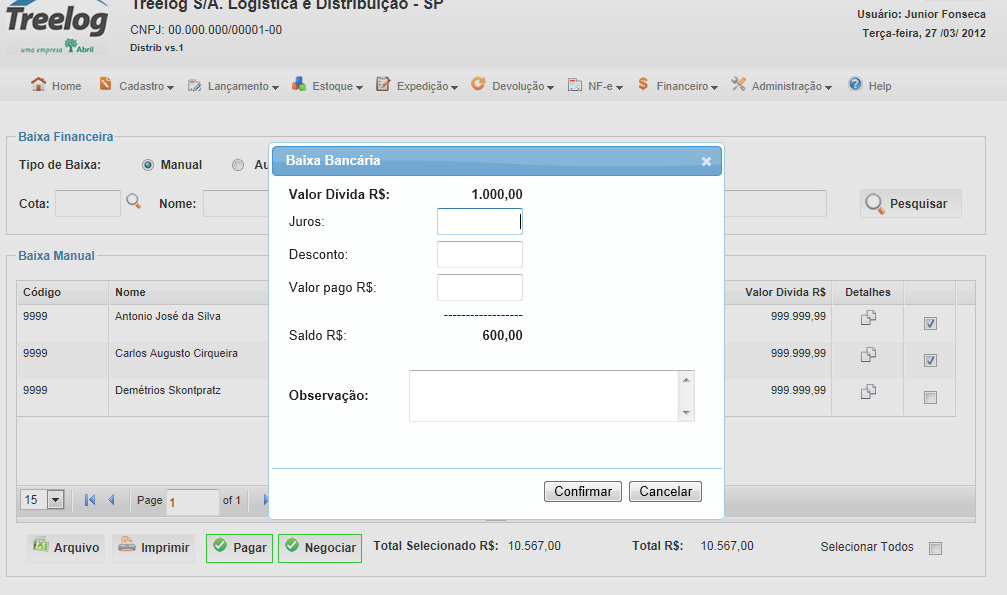 Treelog S/A. Logística e Distribuição - SP
Treelog
uma empresa Abril
CNPJ: 00.000.000/00001-00
Distrib vs.1
Usuário: Junior Fonseca
Terça-feira, 27 /03/ 2012
Home Cadastro Lançamento Estoque Expedição Devolução NF-e Financeiro Administração Help
Baixa Financeira
Tipo de Baixa: Manual Au
Cota: Nome: Pesquisar
Baixa Bancária
Valor Dívida R$: 1.000,00
Juros:
Desconto:
Valor pago R$:
------------------
Saldo R$: 600,00
Observação:
Confirmar Cancelar
Baixa Manual
Código Nome Valor Divida R$ Detalhes
9999 Antonio José da Silva 999.999,99
9999 Carlos Augusto Cirqueira 999.999,99
9999 Demétrios Skontpratz 999.999,99
15 Page 1 of 1
Arquivo Imprimir Pagar Negociar Total Selecionado R$: 10.567,00 Total R$: 10.567,00 Selecionar Todos